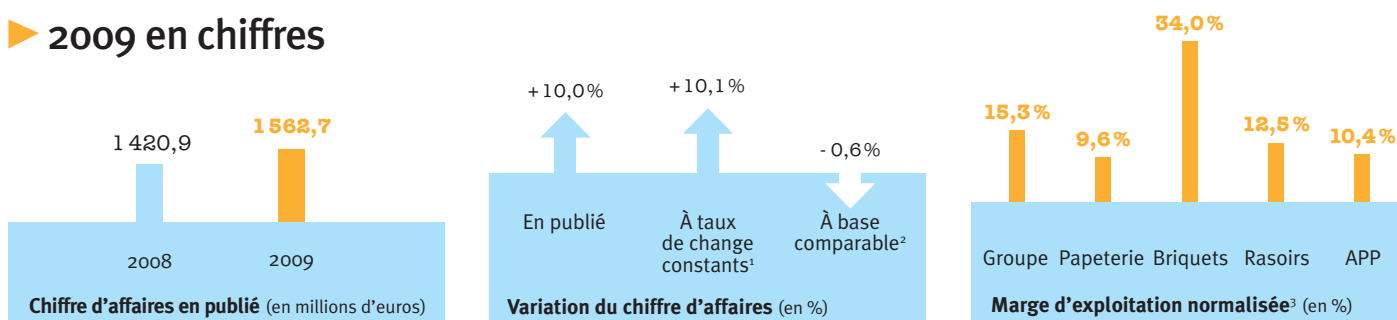 2009 en chiffres
1 420,9
1 562,7
2008
2009
Chiffre d'affaires en publié (en millions d'euros)
+10,0%
+10,1%
- 0,6%
En publié
À taux
de change
constants¹
À base
comparable²
Variation du chiffre d'affaires (en %)
15,3%
9,6%
34,0%
12,5%
10,4%
Groupe
Papeterie
Briquets
Rasoirs
APP
Marge d'exploitation normalisée³ (en %)